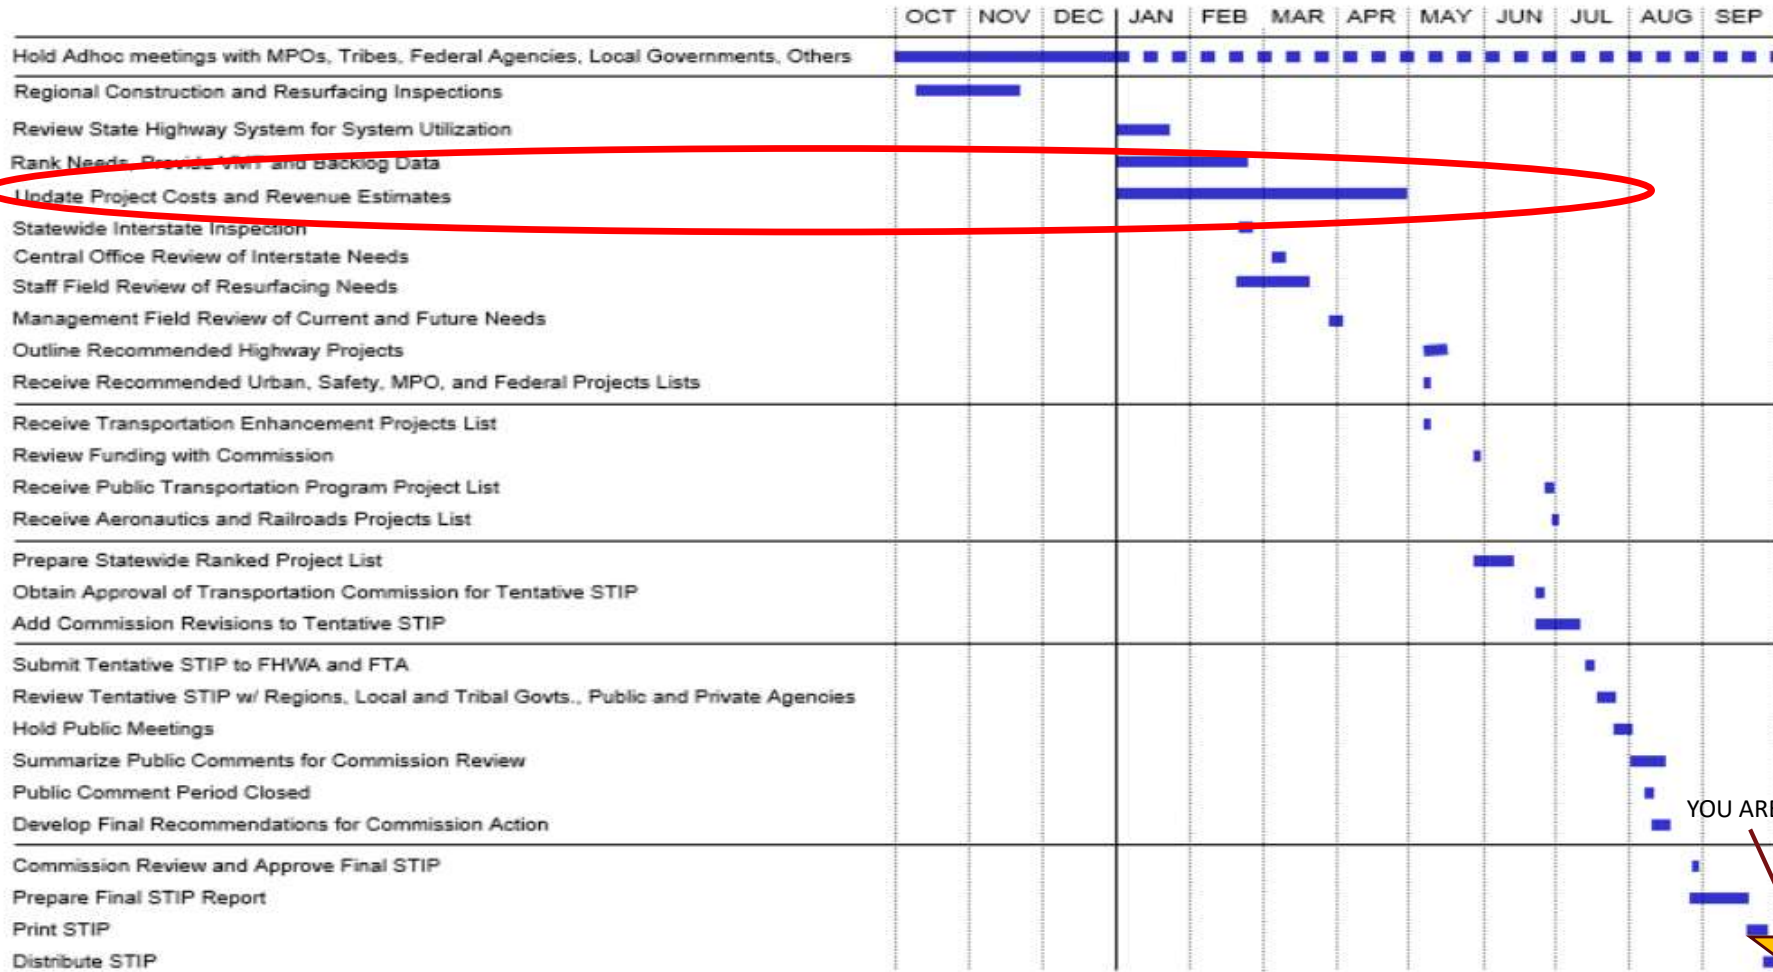 OCT NOV DEC JAN FEB MAR APR MAY JUN JUL AUG SEP
Hold Adhoc meetings with MPOs, Tribes, Federal Agencies, Local Governments, Others
Regional Construction and Resurfacing Inspections
Review State Highway System for System Utilization
Rank Needs, Provide VMT and Backlog Data
Update Project Costs and Revenue Estimates
Statewide Interstate Inspection
Central Office Review of Interstate Needs
Staff Field Review of Resurfacing Needs
Management Field Review of Current and Future Needs
Outline Recommended Highway Projects
Receive Recommended Urban, Safety, MPO, and Federal Projects Lists
Receive Transportation Enhancement Projects List
Review Funding with Commission
Receive Public Transportation Program Project List
Receive Aeronautics and Railroads Projects List
Prepare Statewide Ranked Project List
Obtain Approval of Transportation Commission for Tentative STIP
Add Commission Revisions to Tentative STIP
Submit Tentative STIP to FHWA and FTA
Review Tentative STIP w/ Regions, Local and Tribal Govts., Public and Private Agencies
Hold Public Meetings
Summarize Public Comments for Commission Review
Public Comment Period Closed
YOU ARE
Develop Final Recommendations for Commission Action
Commission Review and Approve Final STIP
Prepare Final STIP Report
Print STIP
Distribute STIP